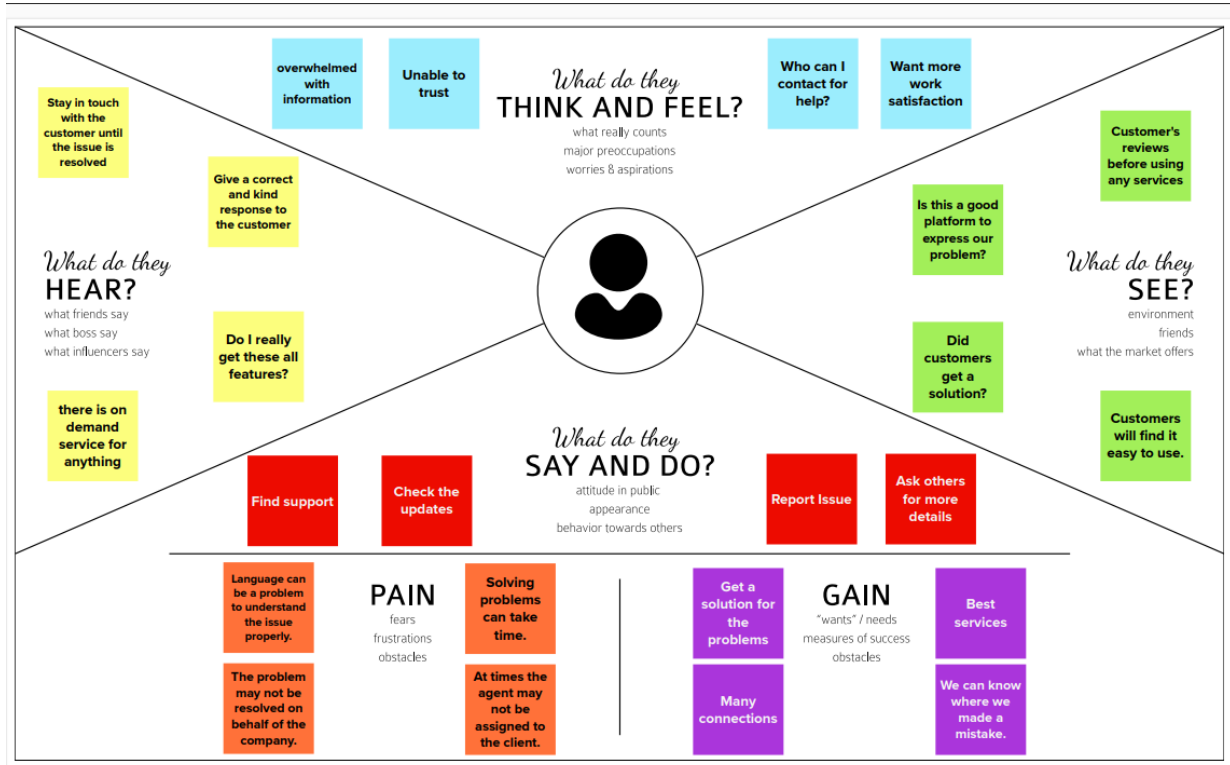 overwhelmed
with
information
Unable to
trust
What do they
THINK AND FEEL?
what really counts
major preoccupations
worries & aspirations
Who can I
contact for
help?
Want more
work
satisfaction
Stay in touch
with the
customer until
the issue is
resolved
Give a correct
and kind
response to
the customer
What do they
HEAR?
what friends say
what boss say
what influencers say
Do I really
get these all
features?
there is on
demand
service for
anything
Customer's
reviews
before using
any services
Is this a good
platform to
express our
problem?
What do they
SEE?
environment
friends
what the market offers
Did
customers
get a
solution?
Customers
will find it
easy to use.
What do they
SAY AND DO?
attitude in public
appearance
behavior towards others
Find support
Check the
updates
Report Issue
Ask others
for more
details
Language can
be a problem
to understand
the issue
properly.
PAIN
fears
frustrations
obstacles
Solving
problems
can take
time.
The problem
may not be
resolved on
behalf of the
company.
At times the
agent may
not be
assigned to
the client.
Get a
solution for
the
problems
GAIN
"wants" / needs
measures of success
obstacles
Best
services
Many
connections
We can know
where we
made a
mistake.